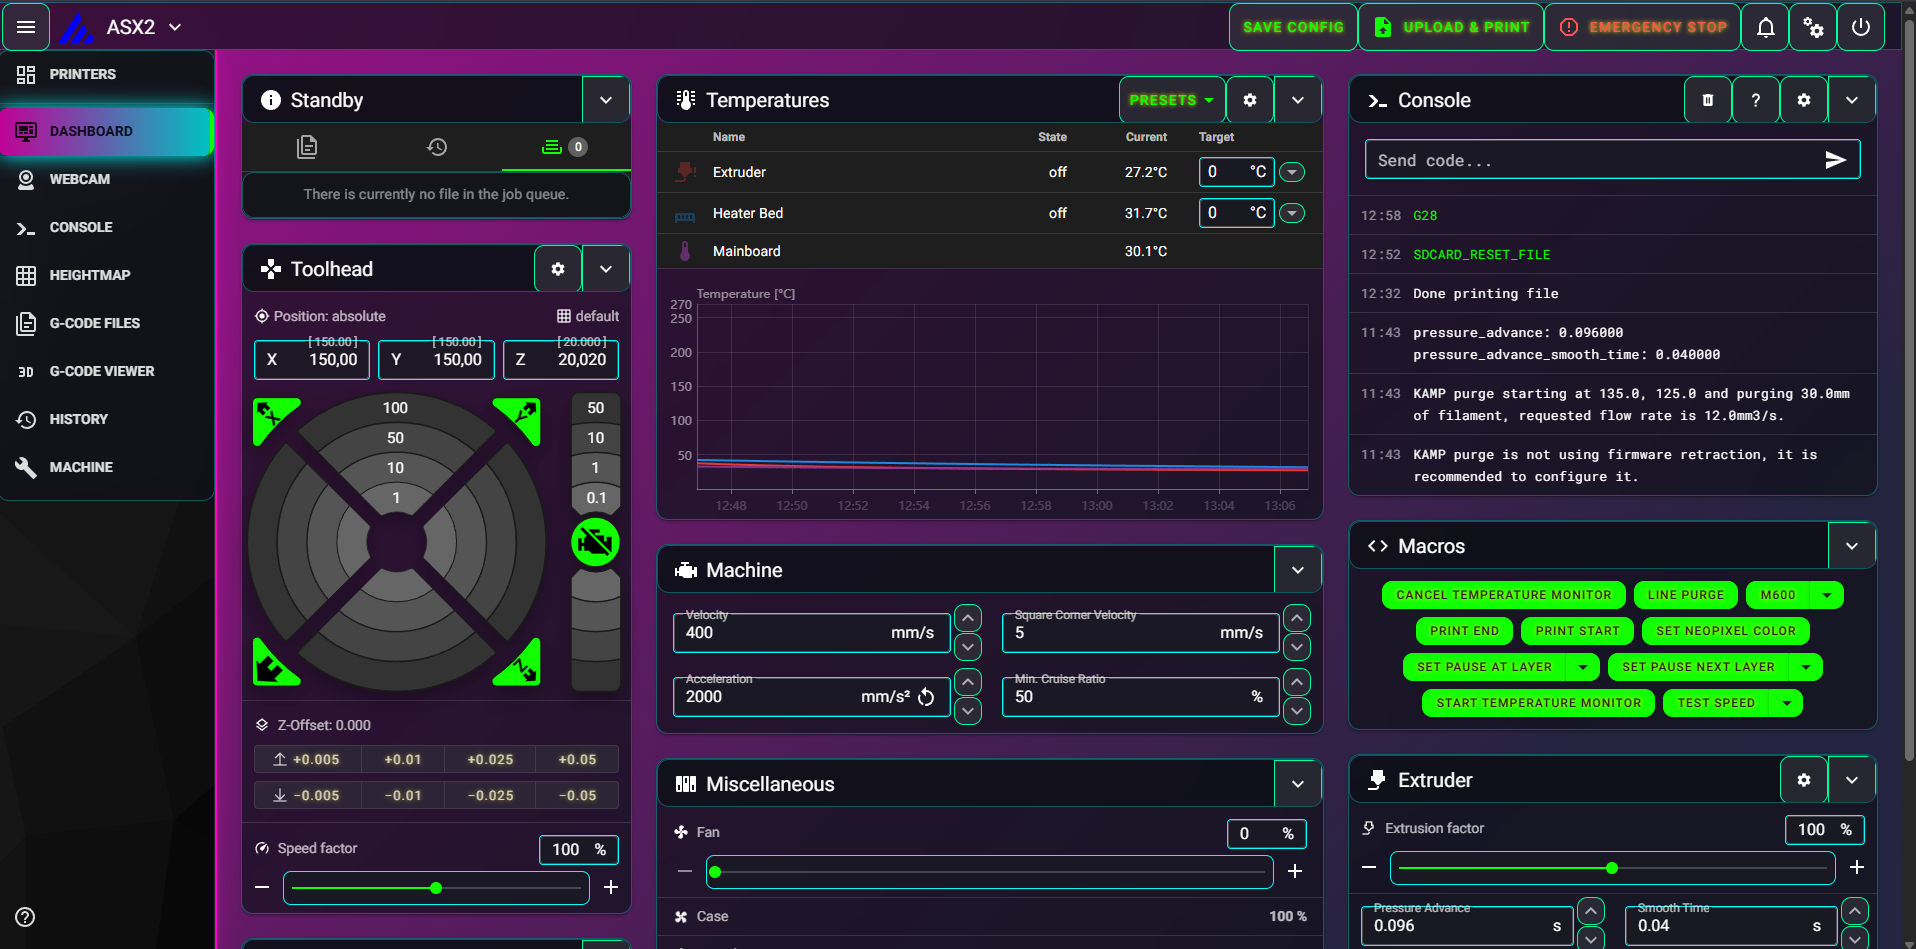 ASX2
SAVE CONFIG
UPLOAD & PRINT
EMERGENCY STOP
PRINTERS
DASHBOARD
WEBCAM
CONSOLE
HEIGHTMAP
G-CODE FILES
3D G-CODE VIEWER
HISTORY
MACHINE
Standby
0
There is currently no file in the job queue.
Toolhead
Position: absolute default
[150.00] [150.00] [20.000]
X 150,00 Y 150,00 Z 20,020
X Y
100 50
50 10
10 1
1 0.1
Z
Z-Offset: 0.000
+0.005 +0.01 +0.025 +0.05
-0.005 -0.01 -0.025 -0.05
Speed factor 100 %
Temperatures
PRESETS
Name State Current Target
Extruder off 27.2°C 0 °C
Heater Bed off 31.7°C 0 °C
Mainboard 30.1°C
Temperature [°C]
270
250
200
150
100
50
12:48 12:50 12:52 12:54 12:56 12:58 13:00 13:02 13:04 13:06
Machine
Velocity Square Corner Velocity
400 mm/s 5 mm/s
Acceleration Min. Cruise Ratio
2000 mm/s² 50 %
Miscellaneous
Fan 0 %
Case 100 %
Console
Send code...
12:58 G28
12:52 SDCARD_RESET_FILE
12:32 Done printing file
11:43 pressure_advance: 0.096000
pressure_advance_smooth_time: 0.040000
11:43 KAMP purge starting at 135.0, 125.0 and purging 30.0mm
of filament, requested flow rate is 12.0mm3/s.
11:43 KAMP purge is not using firmware retraction, it is
recommended to configure it.
Macros
CANCEL TEMPERATURE MONITOR LINE PURGE M600
PRINT END PRINT START SET NEOPIXEL COLOR
SET PAUSE AT LAYER SET PAUSE NEXT LAYER
START TEMPERATURE MONITOR TEST SPEED
Extruder
Extrusion factor 100 %
Pressure Advance Smooth Time
0.096 s 0.04 s